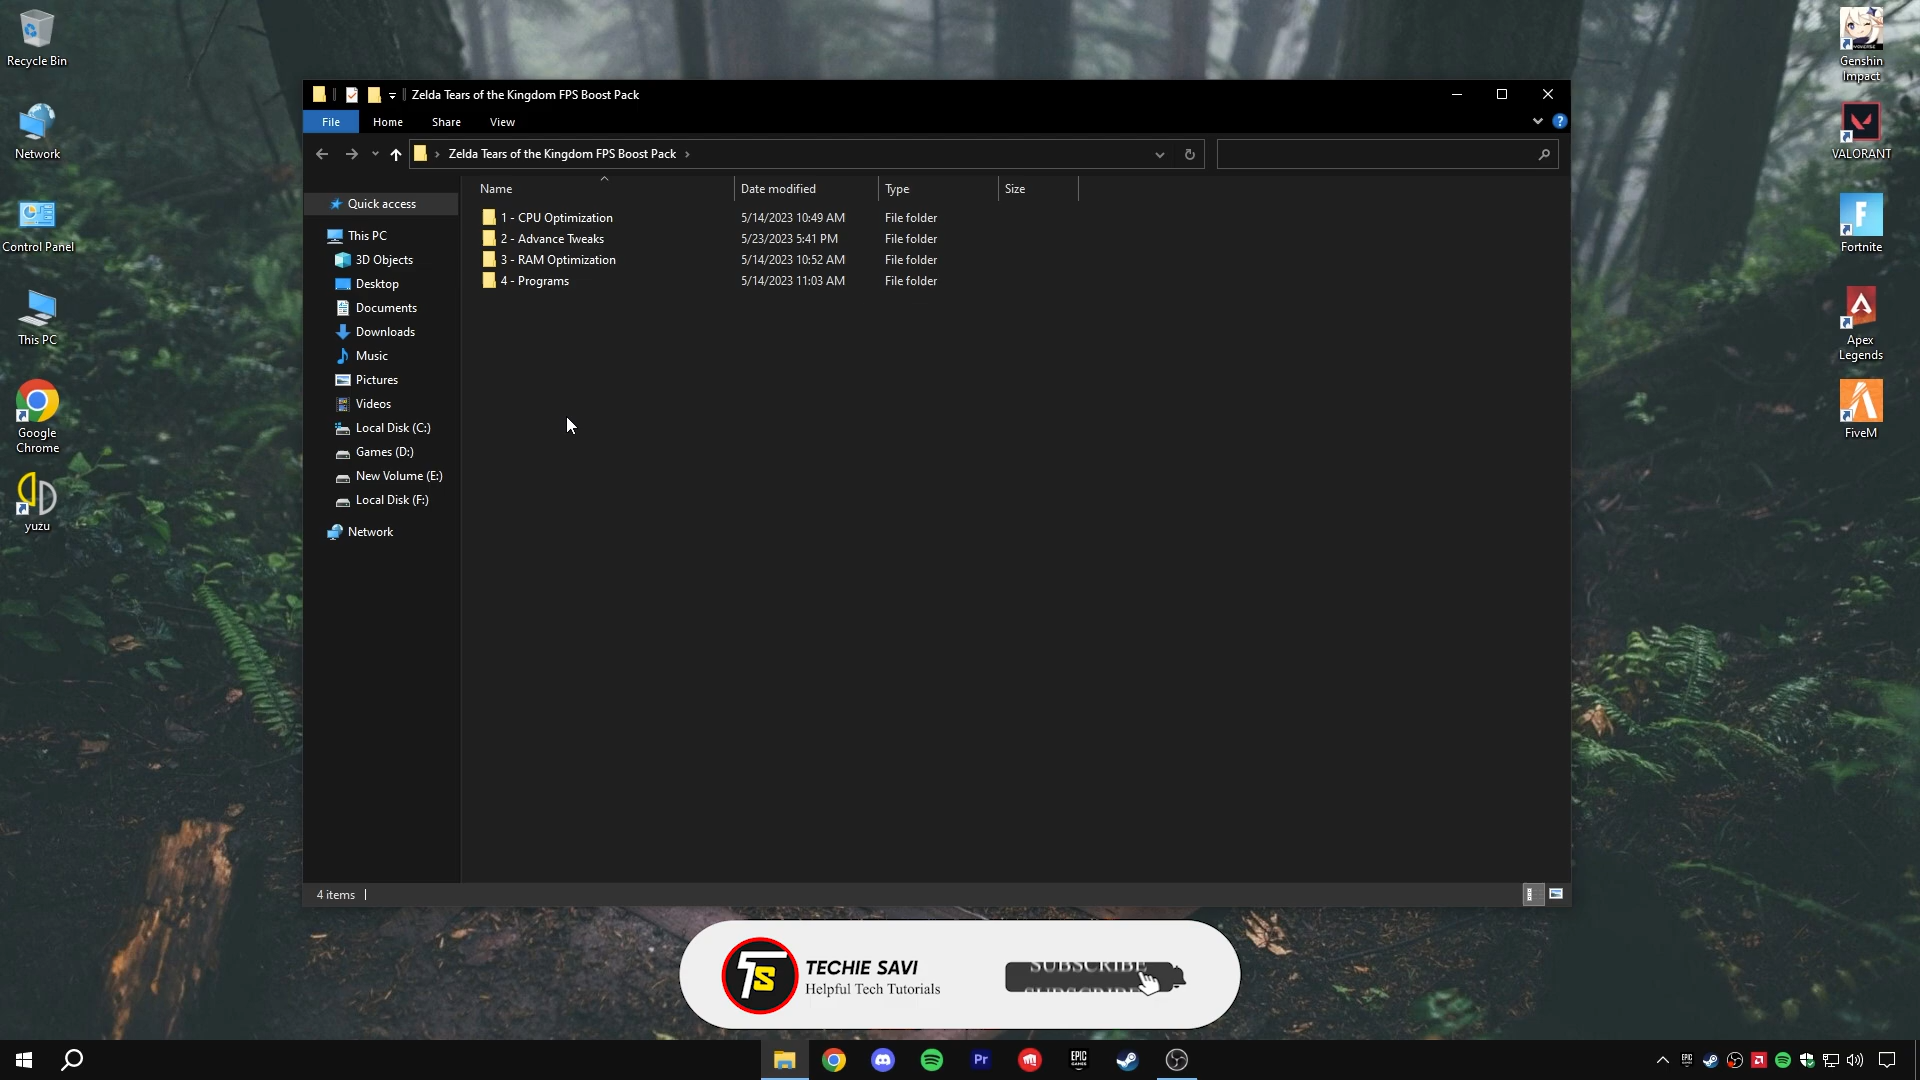 Recycle Bin
Network
Control Panel
This PC
Google
Chrome
yuzu
Zelda Tears of the Kingdom FPS Boost Pack
File Home Share View
Zelda Tears of the Kingdom FPS Boost Pack
Name Date modified Type Size
1 - CPU Optimization 5/14/2023 10:49 AM File folder
2 - Advance Tweaks 5/23/2023 5:41 PM File folder
3 - RAM Optimization 5/14/2023 10:52 AM File folder
4 - Programs 5/14/2023 11:03 AM File folder
Quick access
This PC
3D Objects
Desktop
Documents
Downloads
Music
Pictures
Videos
Local Disk (C:)
Games (D:)
New Volume (E:)
Local Disk (F:)
Network
4 items
Genshin
Impact
VALORANT
Fortnite
Apex
Legends
FiveM
TS
TECHIE SAVI
Helpful Tech Tutorials
SUBSCRIBE
Pr
EPIC
GAMES